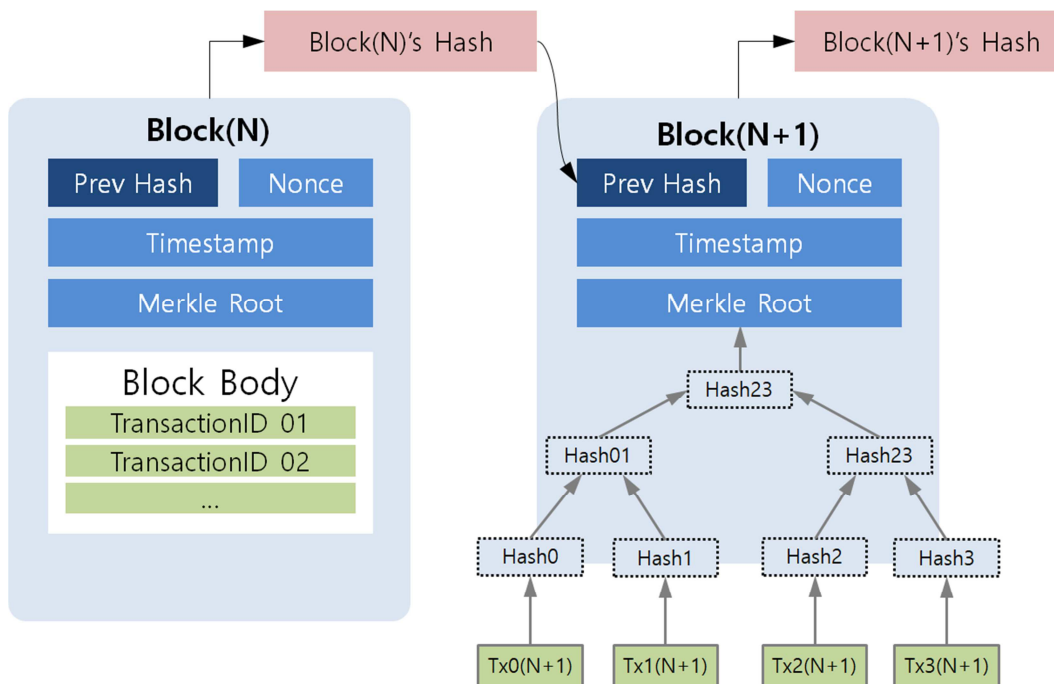 Block(N)'s Hash
Block(N+1)'s Hash
Block(N)
Prev Hash
Nonce
Timestamp
Merkle Root
Block Body
TransactionID 01
TransactionID 02
...
Block(N+1)
Prev Hash
Nonce
Timestamp
Merkle Root
Hash23
Hash01
Hash23
Hash0
Hash1
Hash2
Hash3
Tx0(N+1)
Tx1(N+1)
Tx2(N+1)
Tx3(N+1)